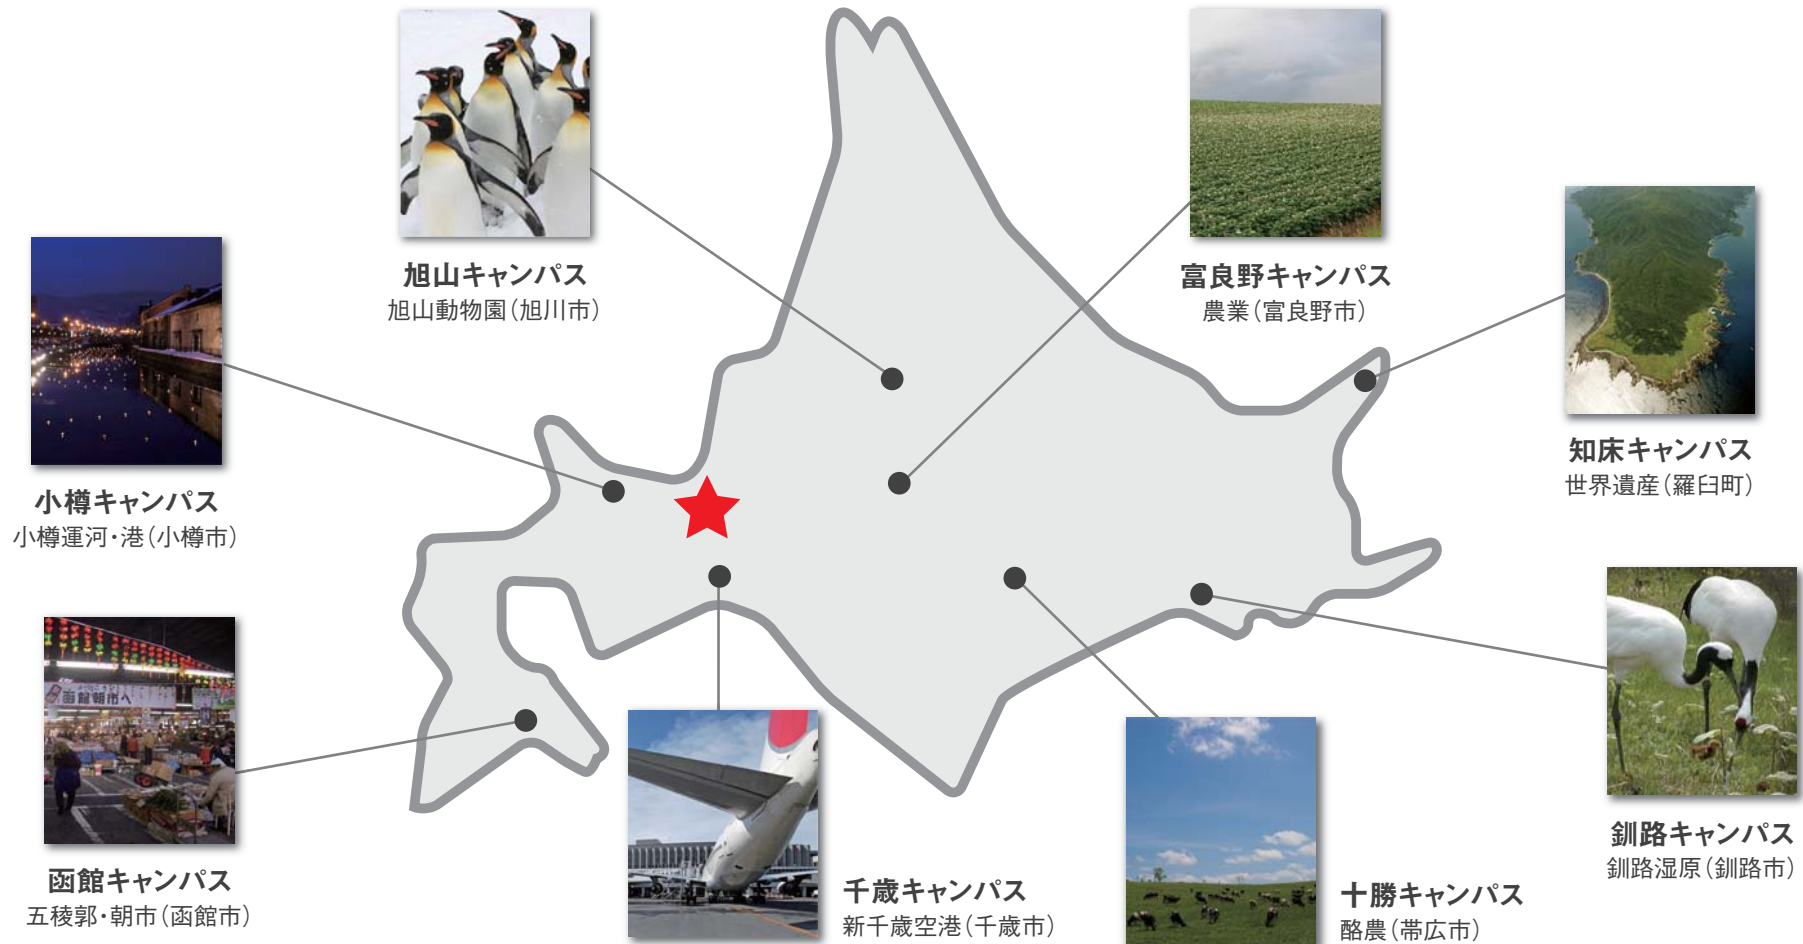 旭山キャンパス
旭山動物園（旭川市）
富良野キャンパス
農業（富良野市）
知床キャンパス
世界遺産（羅臼町）
小樽キャンパス
小樽運河・港（小樽市）
函館朝市へ
函館キャンパス
五稜郭・朝市（函館市）
千歳キャンパス
新千歳空港（千歳市）
十勝キャンパス
酪農（帯広市）
釧路キャンパス
釧路湿原（釧路市）